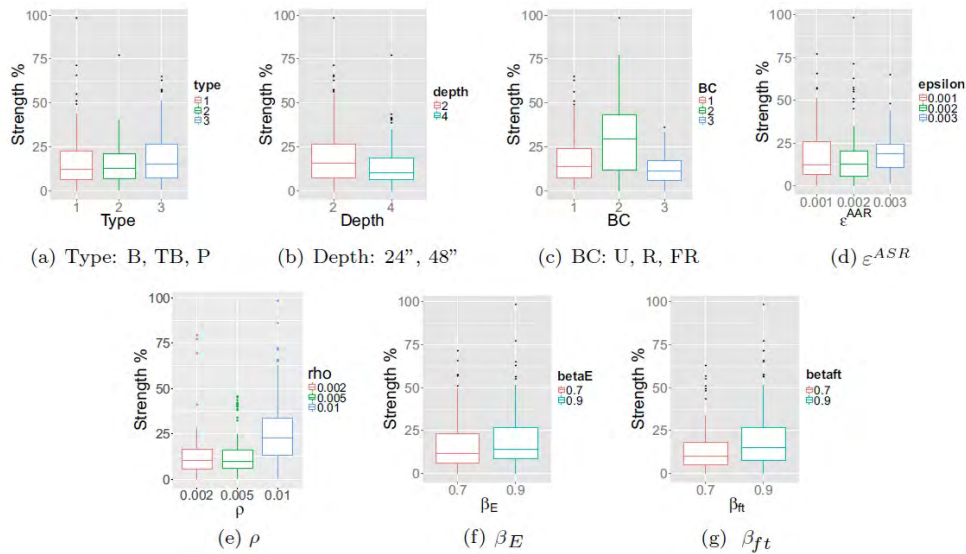 Strength %
100
75
50
25
0
1 2 3
Type
type
1
2
3
(a) Type: B, TB, P
Strength %
100
75
50
25
0
2 4
Depth
depth
2
4
(b) Depth: 24”, 48”
Strength %
100
75
50
25
0
1 2 3
BC
BC
1
2
3
(c) BC: U, R, FR
Strength %
100
75
50
25
0
0.001 0.002 0.003
εAAR
epsilon
0.001
0.002
0.003
(d) εASR
Strength %
100
75
50
25
0
0.002 0.005 0.01
ρ
rho
0.002
0.005
0.01
(e) ρ
Strength %
100
75
50
25
0
0.7 0.9
βE
betaE
0.7
0.9
(f) βE
Strength %
100
75
50
25
0
0.7 0.9
βft
betaft
0.7
0.9
(g) βft